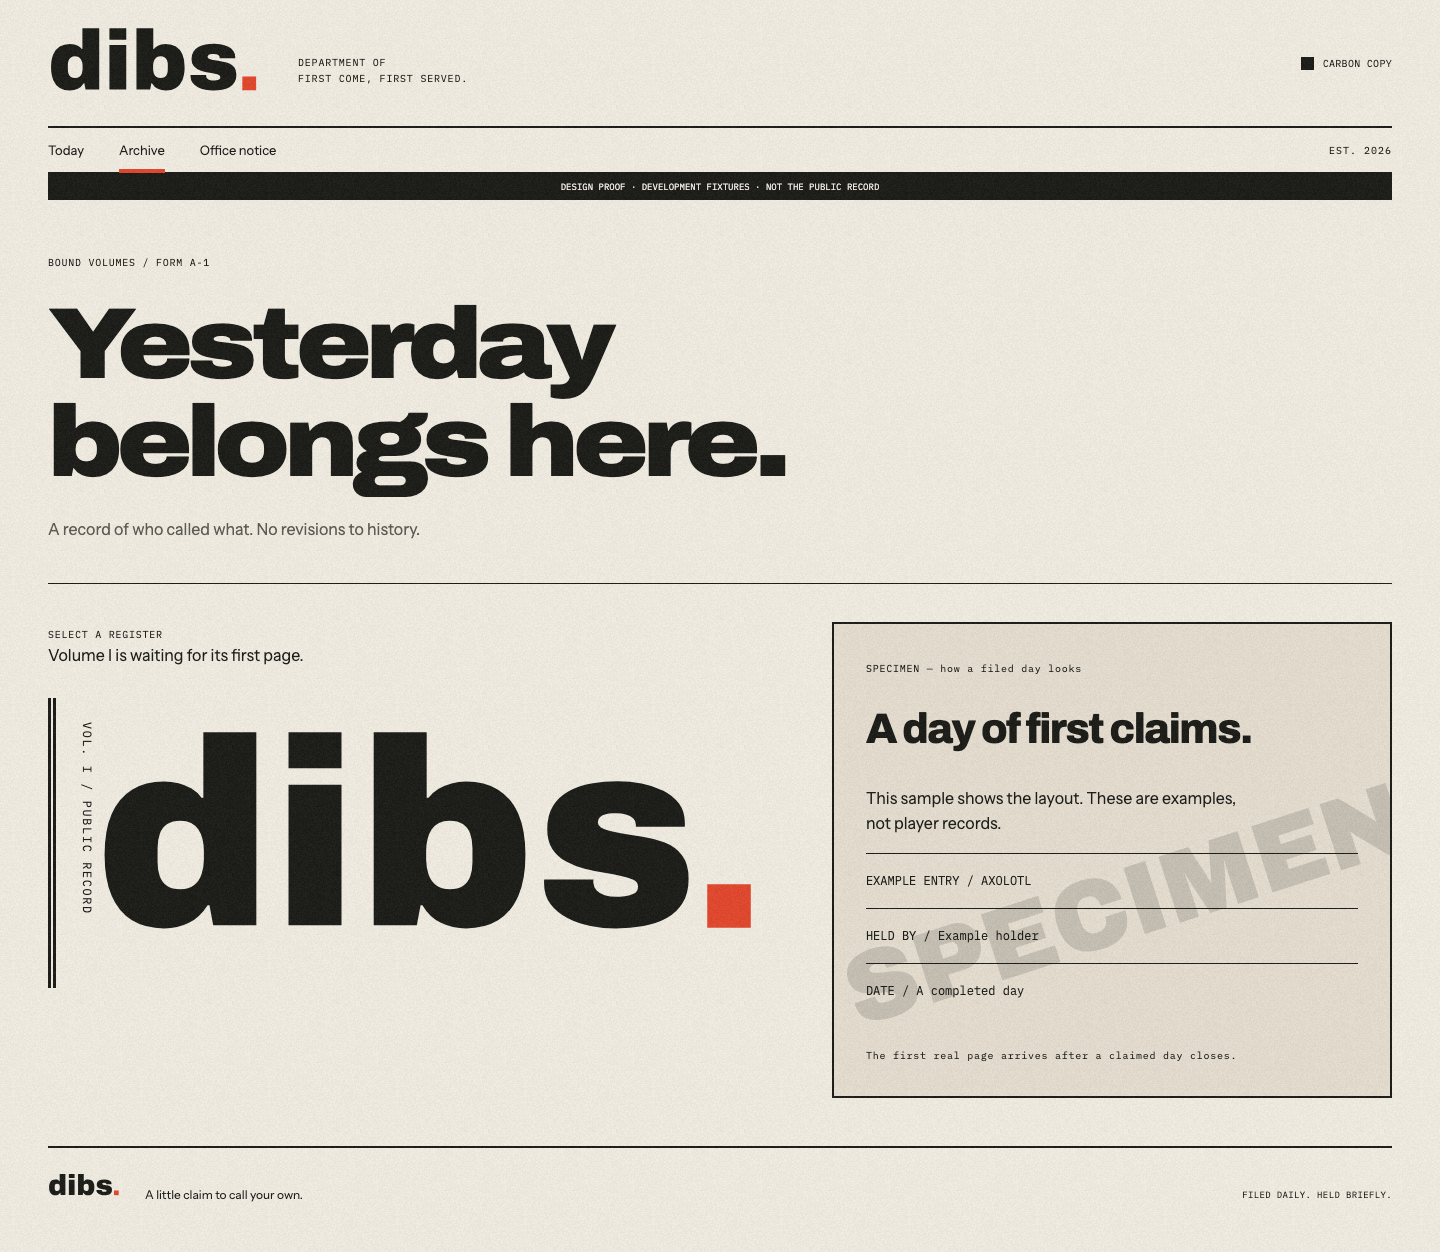 dibs.
DEPARTMENT OF
FIRST COME, FIRST SERVED.
CARBON COPY
Today
Archive
Office notice
EST. 2026
DESIGN PROOF · DEVELOPMENT FIXTURES · NOT THE PUBLIC RECORD
BOUND VOLUMES / FORM A-1
Yesterday
belongs here.
A record of who called what. No revisions to history.
SELECT A REGISTER
Volume I is waiting for its first page.
VOL. I / PUBLIC RECORD
dibs.
SPECIMEN — how a filed day looks
A day of first claims.
This sample shows the layout. These are examples,
not player records.
EXAMPLE ENTRY / AXOLOTL
HELD BY / Example holder
DATE / A completed day
SPECIMEN
The first real page arrives after a claimed day closes.
dibs.
A little claim to call your own.
FILED DAILY. HELD BRIEFLY.